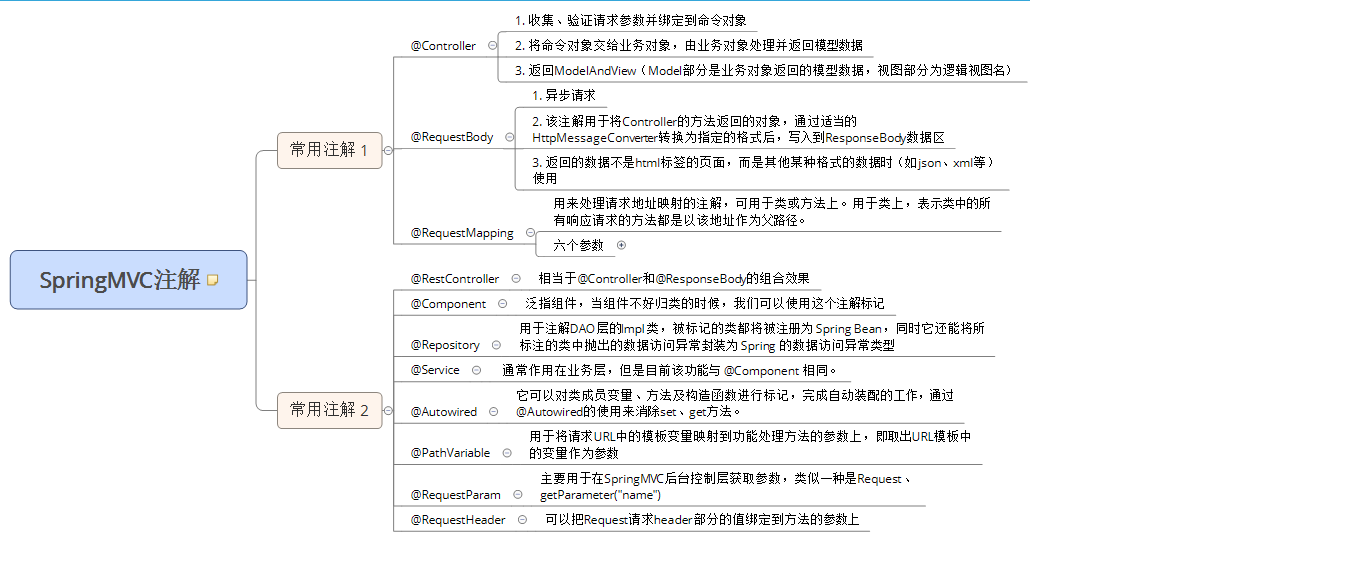 SpringMVC注解
常用注解 1
@Controller
1. 收集、验证请求参数并绑定到命令对象
2. 将命令对象交给业务对象，由业务对象处理并返回模型数据
3. 返回ModelAndView（Model部分是业务对象返回的模型数据，视图部分为逻辑视图名）
@RequestBody
1. 异步请求
2. 该注解用于将Controller的方法返回的对象，通过适当的
HttpMessageConverter转换为指定的格式后，写入到ResponseBody数据区
3. 返回的数据不是html标签的页面，而是其他某种格式的数据时（如json、xml等）
使用
@RequestMapping
用来处理请求地址映射的注解，可用于类或方法上。用于类上，表示类中的所
有响应请求的方法都是以该地址作为父路径。
六个参数
常用注解 2
@RestController
相当于@Controller和@ResponseBody的组合效果
@Component
泛指组件，当组件不好归类的时候，我们可以使用这个注解标记
@Repository
用于注解DAO层的Impl类，被标记的类都将被注册为 Spring Bean，同时它还能将所
标注的类中抛出的数据访问异常封装为 Spring 的数据访问异常类型
@Service
通常作用在业务层，但是目前该功能与 @Component 相同。
@Autowired
它可以对类成员变量、方法及构造函数进行标记，完成自动装配的工作，通过
@Autowired的使用来消除set、get方法。
@PathVariable
用于将请求URL中的模板变量映射到功能处理方法的参数上，即取出URL模板中
的变量作为参数
@RequestParam
主要用于在SpringMVC后台控制层获取参数，类似一种是Request、
getParameter("name")
@RequestHeader
可以把Request请求header部分的值绑定到方法的参数上